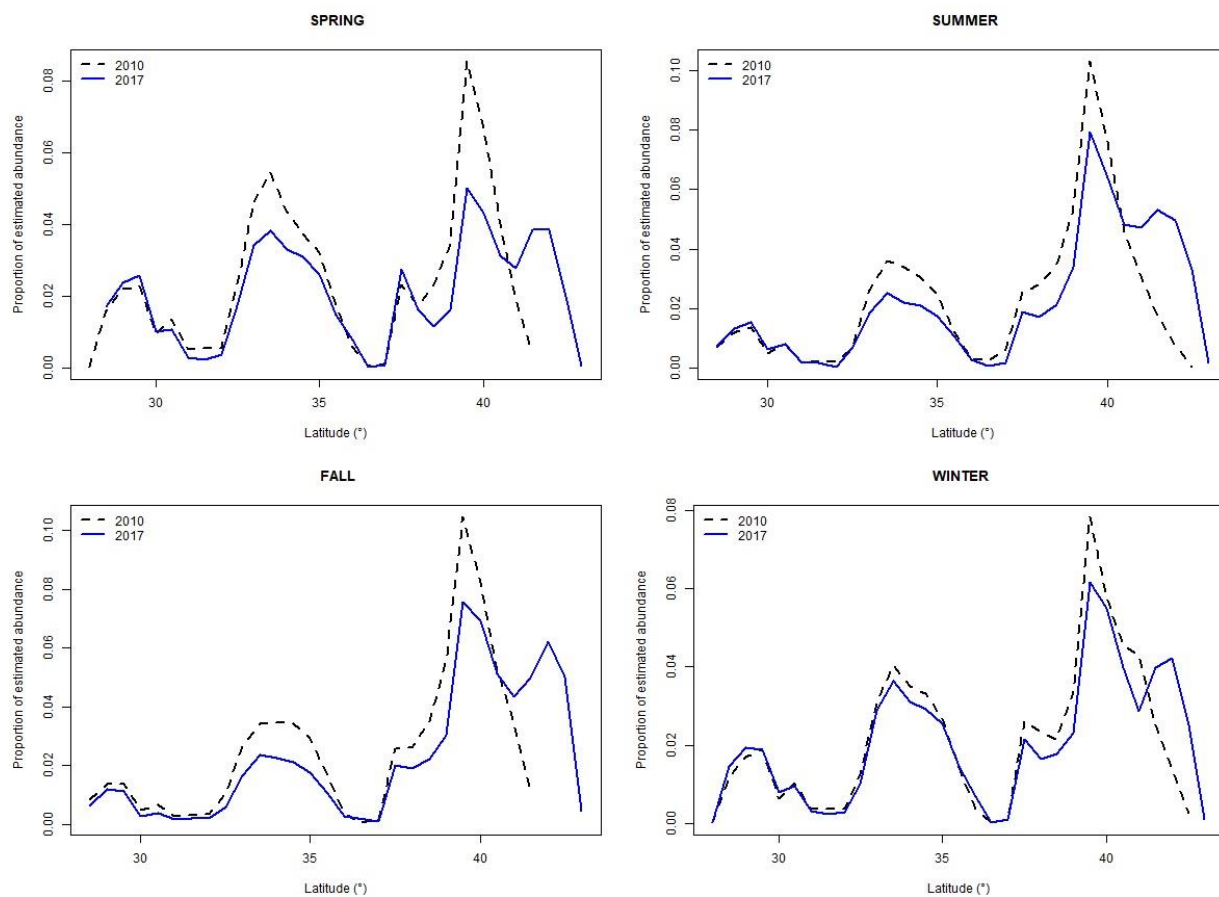 SPRING
2010
2017
Proportion of estimated abundance
0.00 0.02 0.04 0.06 0.08
30 35 40
Latitude (°)
SUMMER
2010
2017
Proportion of estimated abundance
0.00 0.02 0.04 0.06 0.08 0.10
30 35 40
Latitude (°)
FALL
2010
2017
Proportion of estimated abundance
0.00 0.02 0.04 0.06 0.08 0.10
30 35 40
Latitude (°)
WINTER
2010
2017
Proportion of estimated abundance
0.00 0.02 0.04 0.06 0.08
30 35 40
Latitude (°)